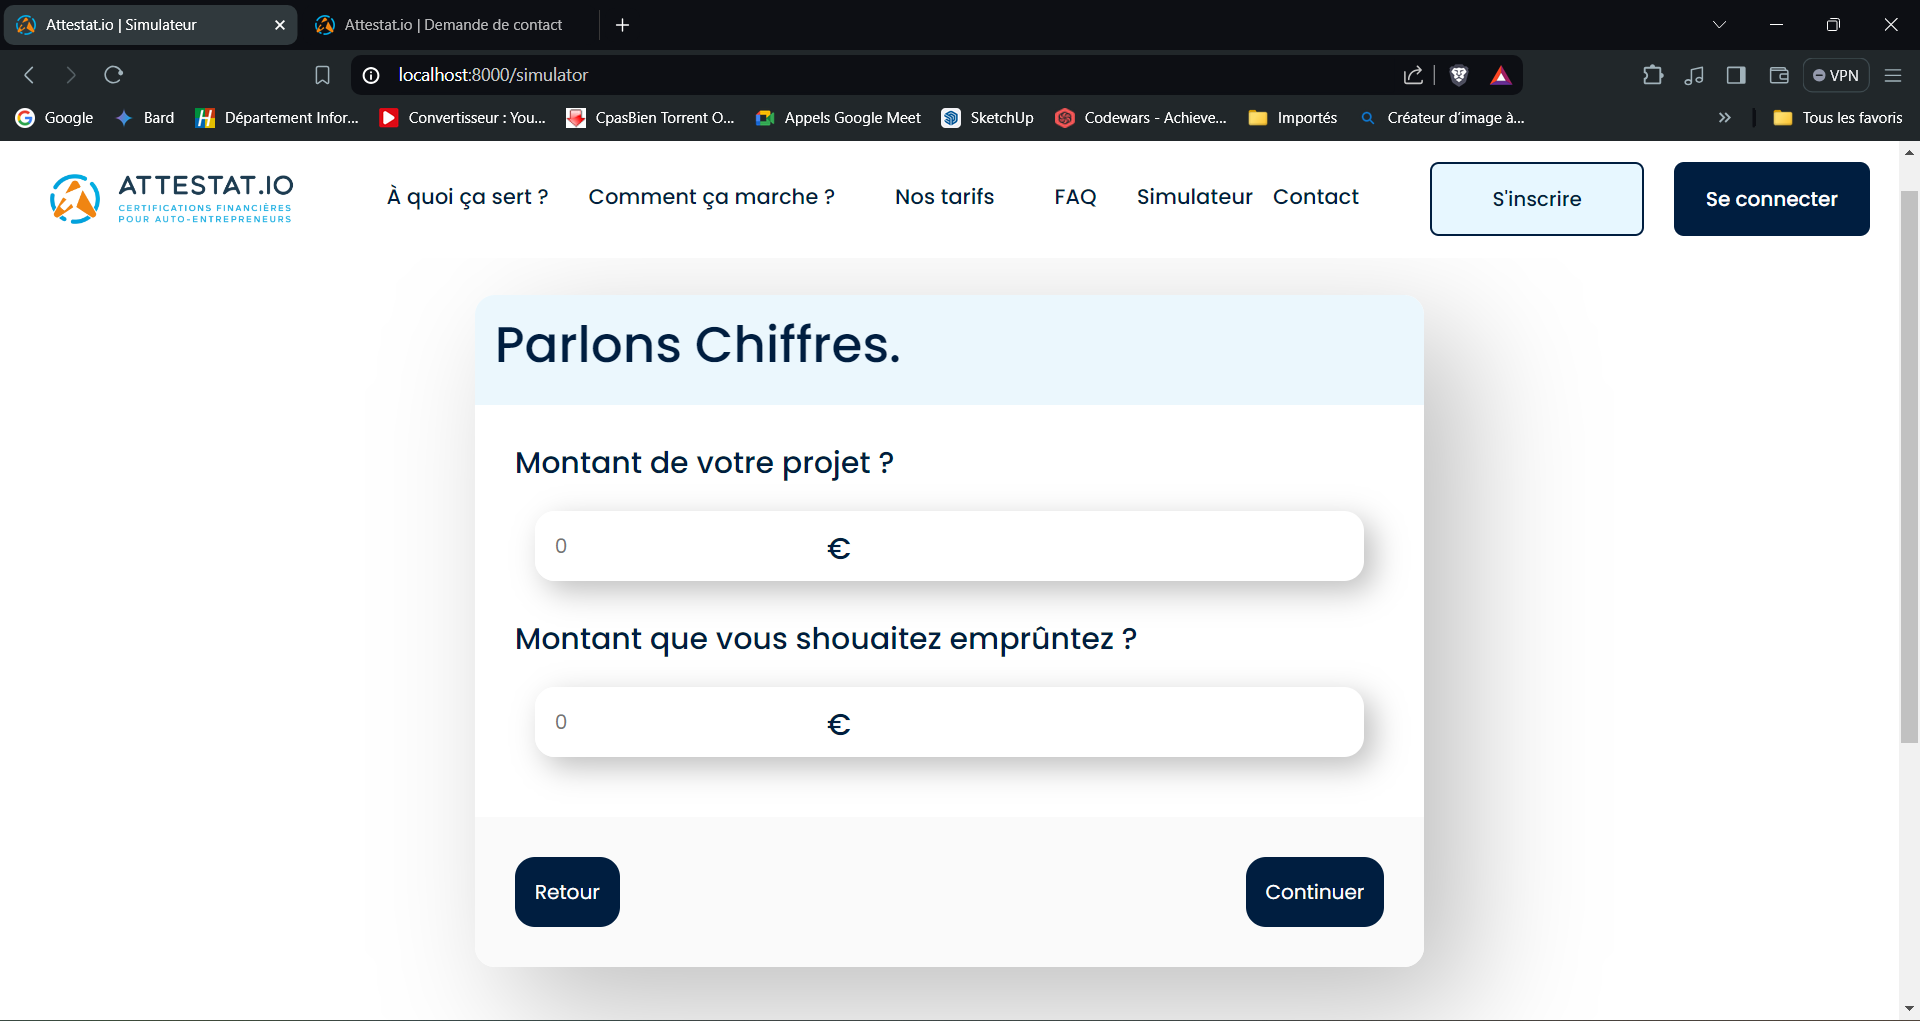 Attestat.io | Simulateur
Attestat.io | Demande de contact
localhost:8000/simulator
VPN
Google
Bard
Département Infor...
Convertisseur : You...
CpasBien Torrent O...
Appels Google Meet
SketchUp
Codewars - Achieve...
Importés
Créateur d'image à...
Tous les favoris
ATTESTAT.IO
CERTIFICATIONS FINANCIÈRES
POUR AUTO-ENTREPRENEURS
À quoi ça sert ?
Comment ça marche ?
Nos tarifs
FAQ
Simulateur
Contact
S'inscrire
Se connecter
Parlons Chiffres.
Montant de votre projet ?
0 €
Montant que vous shouaitez emprûntez ?
0 €
Retour
Continuer